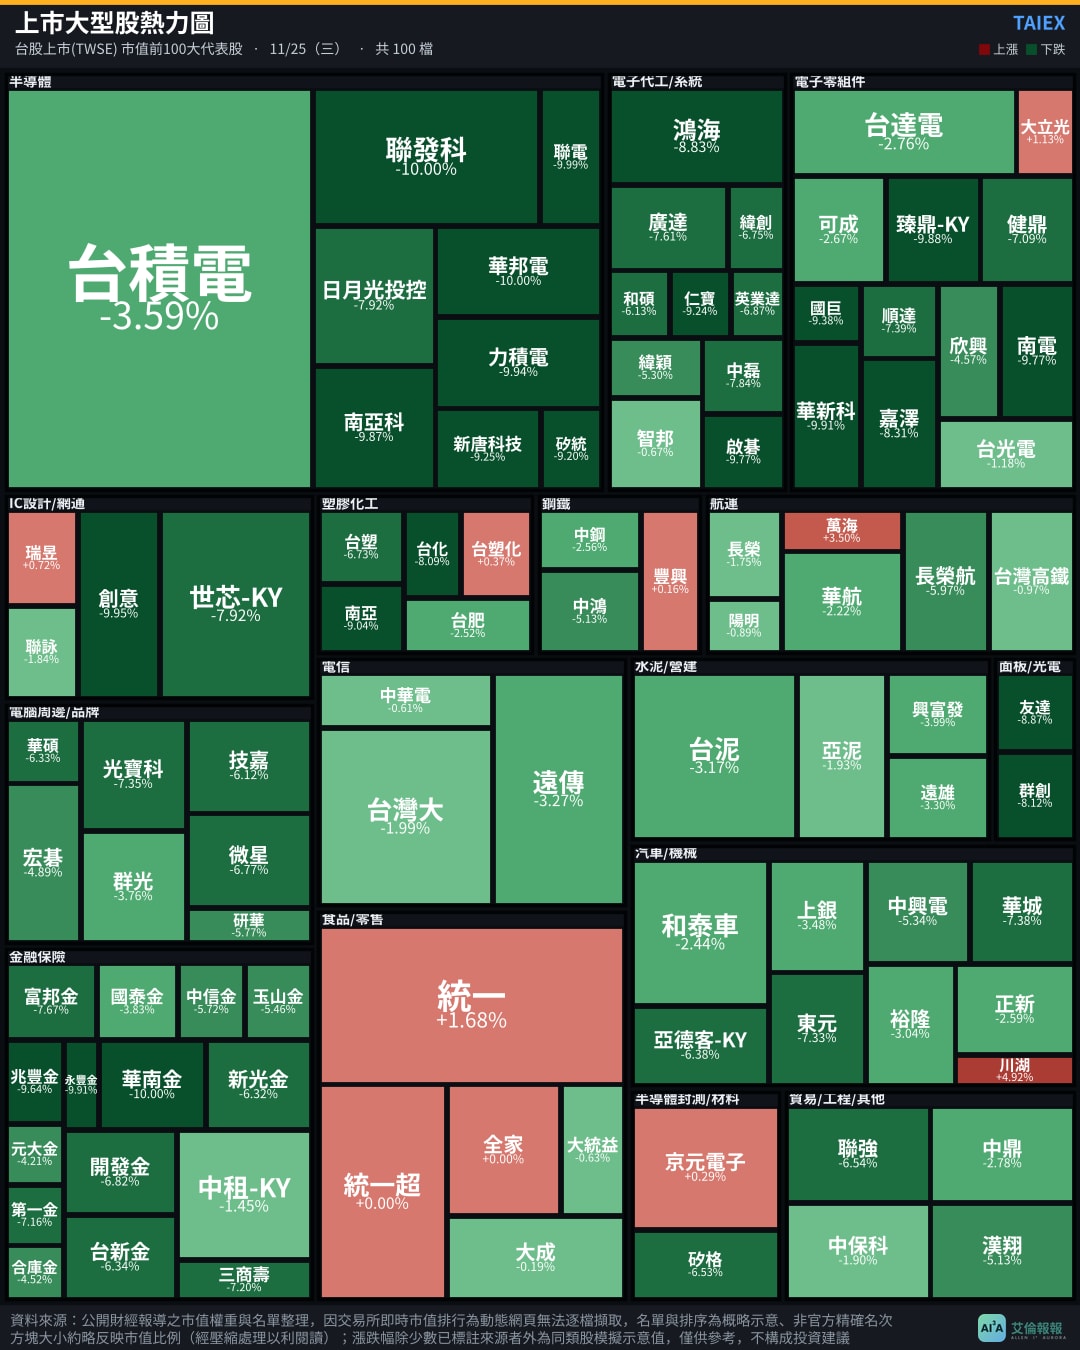 上市大型股熱力圖
TAIEX
台股上市(TWSE) 市值前100大代表股 · 11/25（三） · 共 100 檔
上漲 下跌
半導體
台積電
-3.59%
聯發科
-10.00%
聯電
-9.99%
日月光投控
-7.92%
華邦電
-10.00%
力積電
-9.94%
南亞科
-9.87%
新唐科技
-9.25%
矽統
-9.20%
電子代工/系統
鴻海
-8.83%
廣達
-7.61%
緯創
-6.75%
和碩
-6.13%
仁寶
-9.24%
英業達
-6.87%
緯穎
-5.30%
中磊
-7.84%
智邦
-0.67%
啟碁
-9.77%
電子零組件
台達電
-2.76%
大立光
+1.13%
可成
-2.67%
臻鼎-KY
-9.88%
健鼎
-7.09%
國巨
-9.38%
順達
-7.39%
欣興
-4.57%
南電
-9.77%
華新科
-9.91%
嘉澤
-8.31%
台光電
-1.18%
IC設計/網通
瑞昱
+0.72%
創意
-9.95%
世芯-KY
-7.92%
聯詠
-1.84%
塑膠化工
台塑
-6.73%
台化
-8.09%
台塑化
+0.37%
南亞
-9.04%
台肥
-2.52%
鋼鐵
中鋼
-2.56%
中鴻
-5.13%
豐興
+0.16%
航運
長榮
-1.75%
萬海
+3.50%
華航
-2.22%
長榮航
-5.97%
台灣高鐵
-0.97%
陽明
-0.89%
電信
中華電
-0.61%
台灣大
-1.99%
遠傳
-3.27%
水泥/營建
台泥
-3.17%
亞泥
-1.93%
興富發
-3.99%
遠雄
-3.30%
面板/光電
友達
-8.87%
群創
-8.12%
電腦周邊/品牌
華碩
-6.33%
光寶科
-7.35%
技嘉
-6.12%
宏碁
-4.89%
群光
-3.76%
微星
-6.77%
研華
-5.77%
汽車/機械
和泰車
-2.44%
上銀
-3.48%
中興電
-5.34%
華城
-7.38%
亞德客-KY
-6.38%
東元
-7.33%
裕隆
-3.04%
正新
-2.59%
川湖
+4.92%
食品/零售
統一
+1.68%
統一超
+0.00%
全家
+0.00%
大統益
-0.63%
大成
-0.19%
金融保險
富邦金
-7.67%
國泰金
-3.83%
中信金
-5.72%
玉山金
-5.46%
兆豐金
-9.64%
永豐金
-9.91%
華南金
-10.00%
新光金
-6.32%
元大金
-4.21%
開發金
-6.82%
中租-KY
-1.45%
第一金
-7.16%
台新金
-6.34%
合庫金
-4.52%
三商壽
-7.20%
半導體封測/材料
京元電子
+0.29%
矽格
-6.53%
貿易/工程/其他
聯強
-6.54%
中鼎
-2.78%
中保科
-1.90%
漢翔
-5.13%
資料來源：公開財經報導之市值權重與名單整理，因交易所即時市值排行為動態網頁無法逐檔擷取，名單與排序為概略示意、非官方精確名次
方塊大小約略反映市值比例（經壓縮處理以利閱讀）；漲跌幅除少數已標註來源者外為同類股模擬示意值，僅供參考，不構成投資建議
艾倫報報